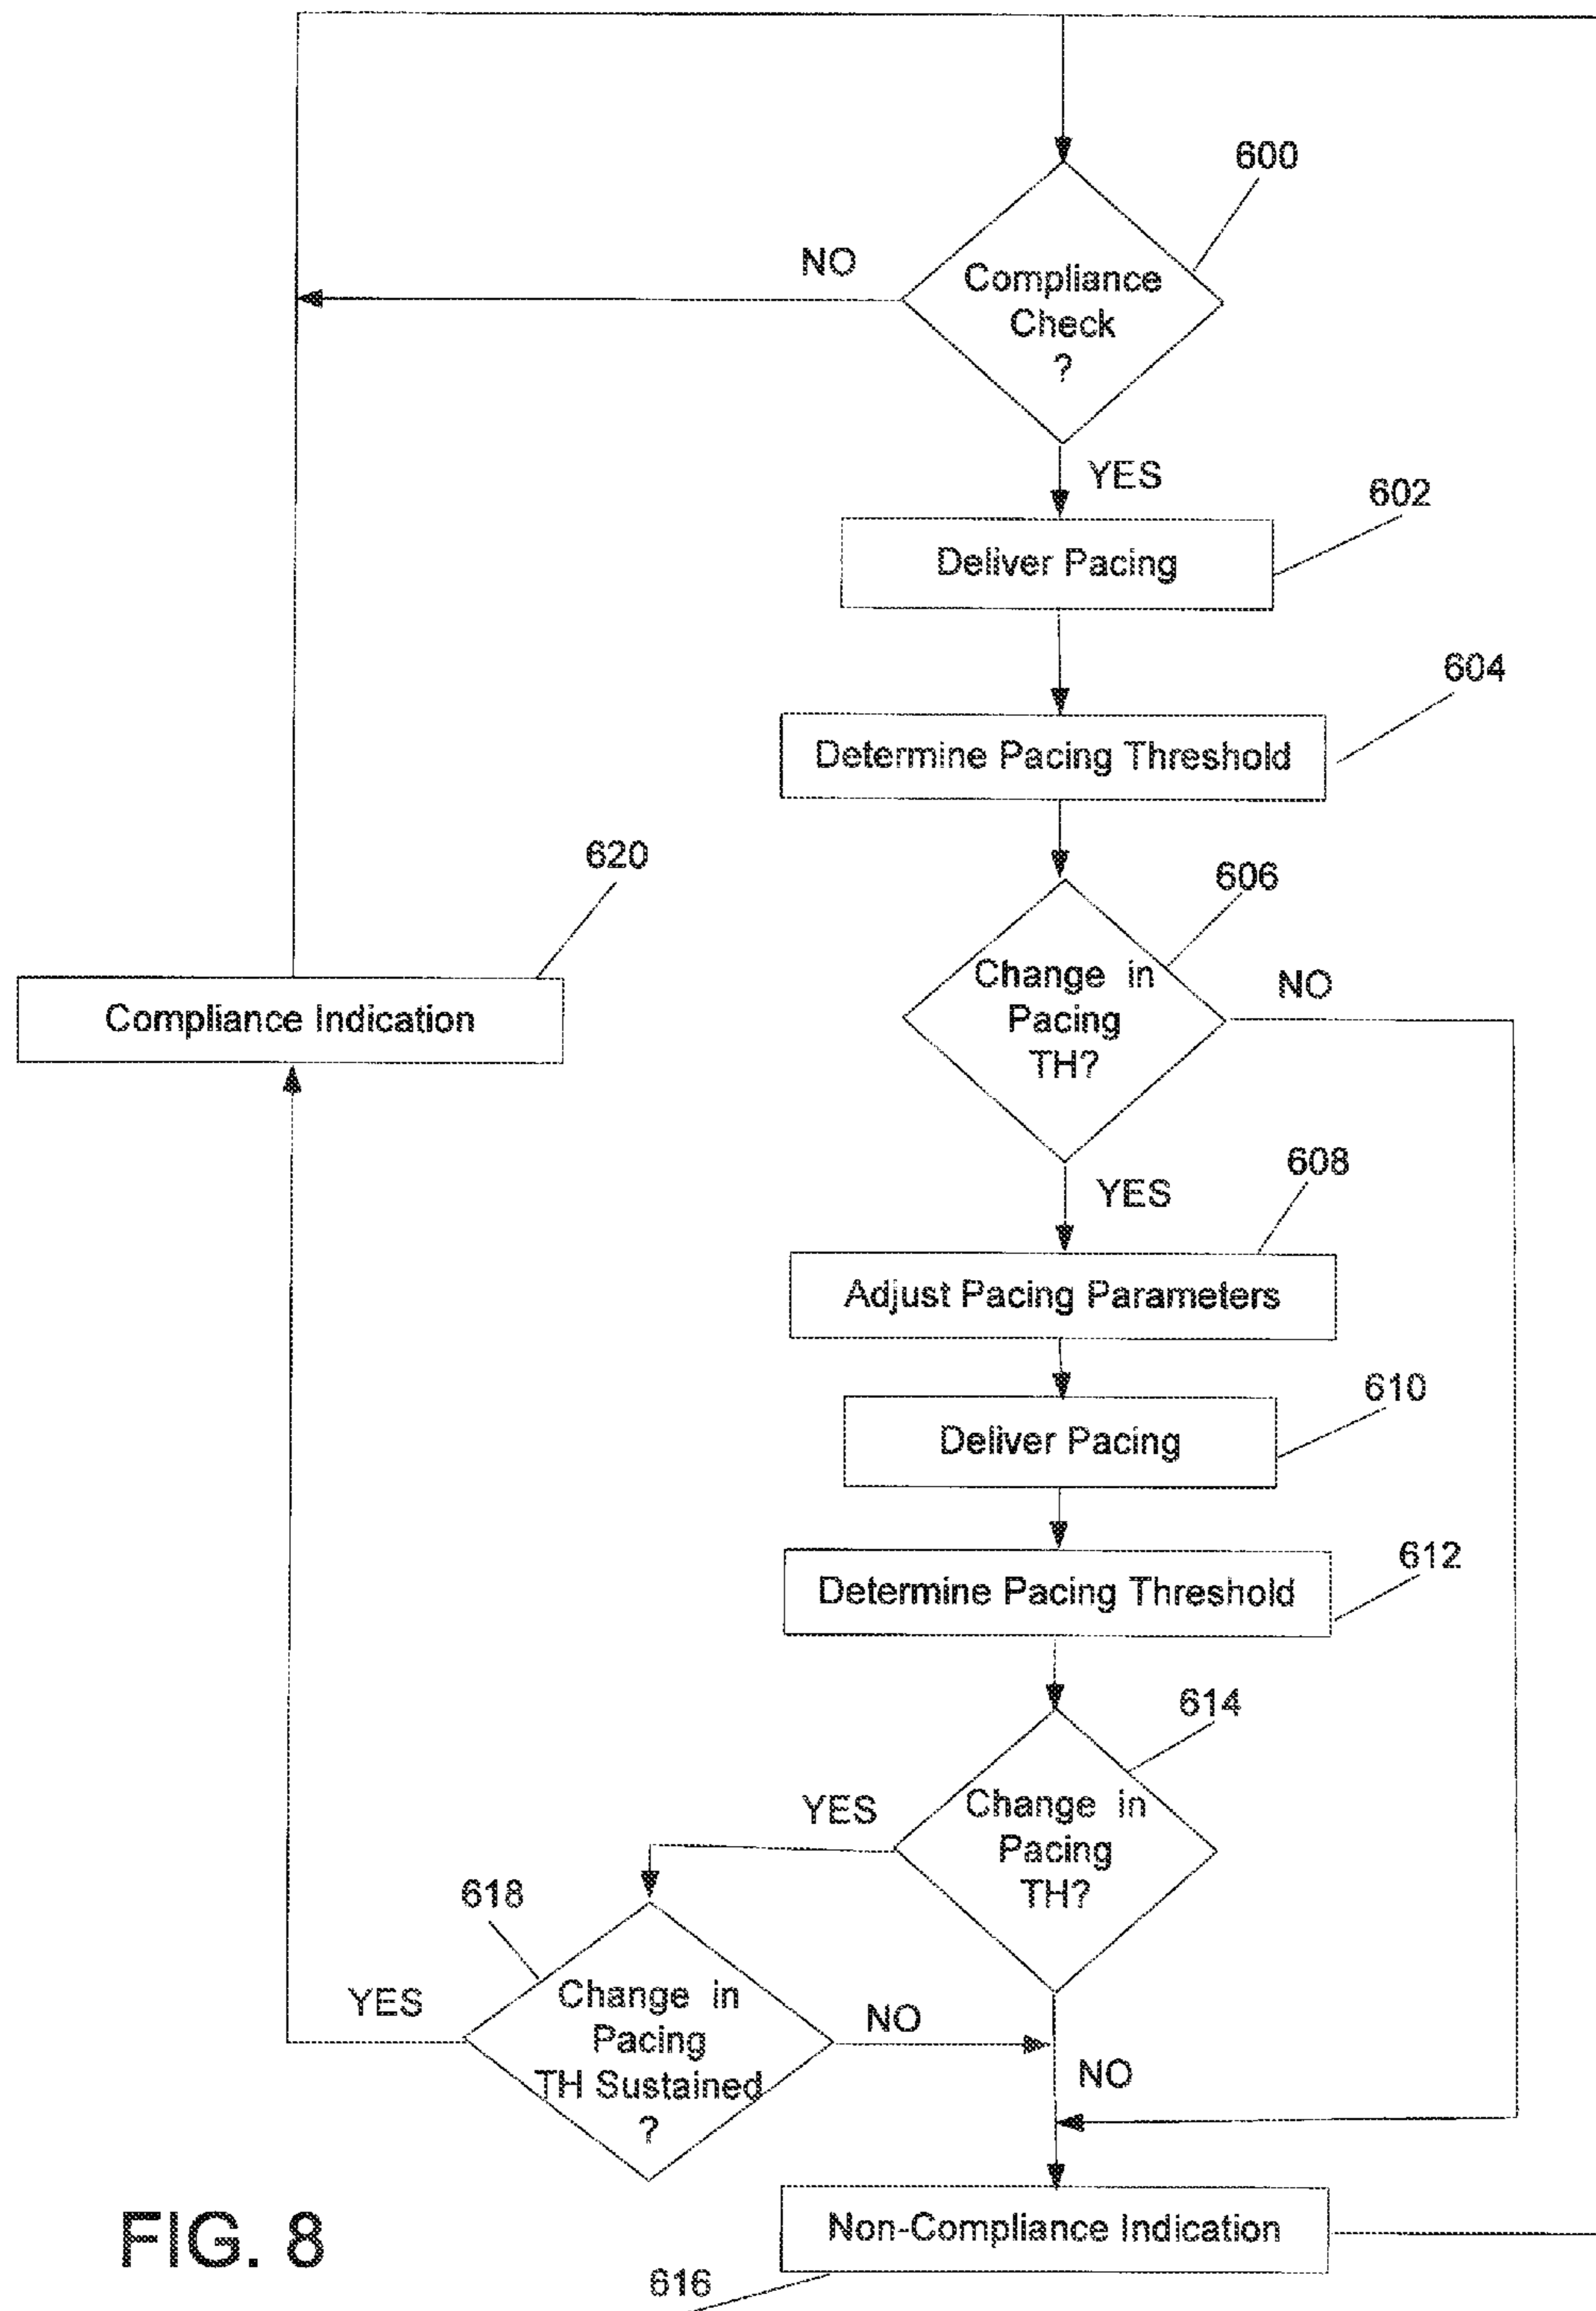 600
NO
Compliance
Check
?
YES
602
Deliver Pacing
604
Determine Pacing Threshold
620
606
Compliance Indication
Change in
Pacing
TH?
NO
608
YES
Adjust Pacing Parameters
610
Deliver Pacing
612
Determine Pacing Threshold
614
YES
Change in
Pacing
TH?
618
YES
Change in
Pacing
TH Sustained
?
NO
NO
Non-Compliance Indication
FIG. 8
616